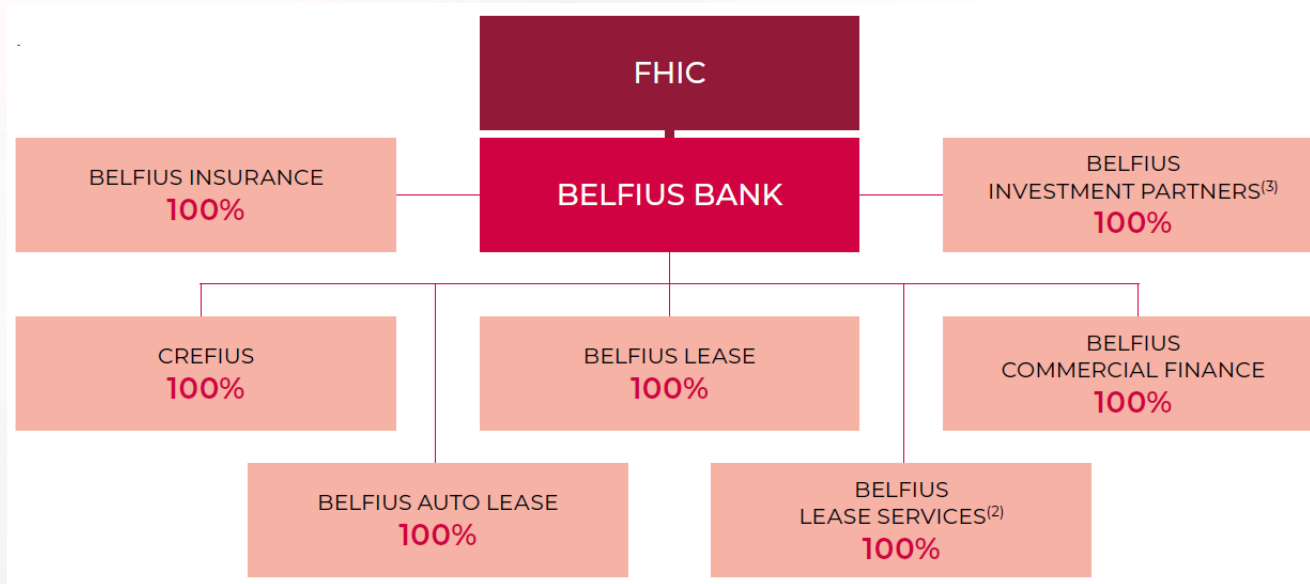 FHIC
BELFIUS INSURANCE
100%
BELFIUS BANK
BELFIUS
INVESTMENT PARTNERS(3)
100%
CREFIUS
100%
BELFIUS LEASE
100%
BELFIUS
COMMERCIAL FINANCE
100%
BELFIUS AUTO LEASE
100%
BELFIUS
LEASE SERVICES(2)
100%